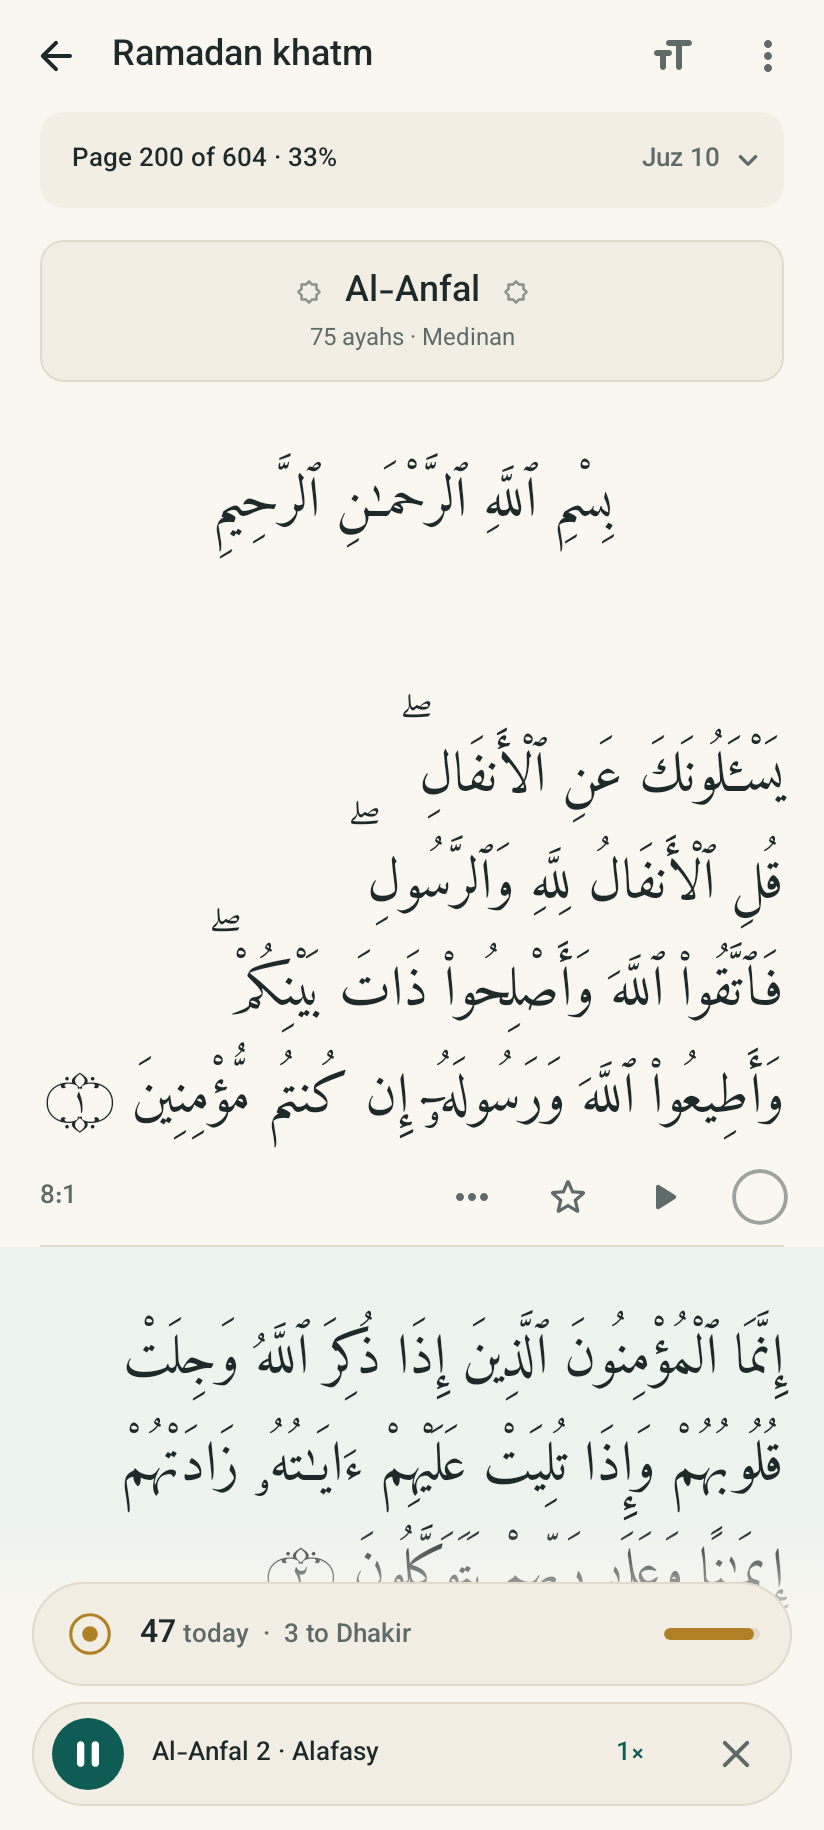 Ramadan khatm
Page 200 of 604 · 33%
Juz 10
Al-Anfal
75 ayahs · Medinan
بِسْمِ ٱللَّهِ ٱلرَّحْمَـٰنِ ٱلرَّحِيمِ
يَسْـَٔلُونَكَ عَنِ ٱلْأَنفَالِ ۖ
قُلِ ٱلْأَنفَالُ لِلَّهِ وَٱلرَّسُولِ ۖ
فَٱتَّقُوا۟ ٱللَّهَ وَأَصْلِحُوا۟ ذَاتَ بَيْنِكُمْ ۖ
وَأَطِيعُوا۟ ٱللَّهَ وَرَسُولَهُۥٓ إِن كُنتُم مُّؤْمِنِينَ ١
8:1
إِنَّمَا ٱلْمُؤْمِنُونَ ٱلَّذِينَ إِذَا ذُكِرَ ٱللَّهُ وَجِلَتْ
قُلُوبُهُمْ وَإِذَا تُلِيَتْ عَلَيْهِمْ ءَايَـٰتُهُۥ زَادَتْهُمْ
إِيمَـٰنًا وَعَلَىٰ رَبِّهِمْ يَتَوَكَّلُونَ ٢
47 today · 3 to Dhakir
Al-Anfal 2 · Alafasy
1×